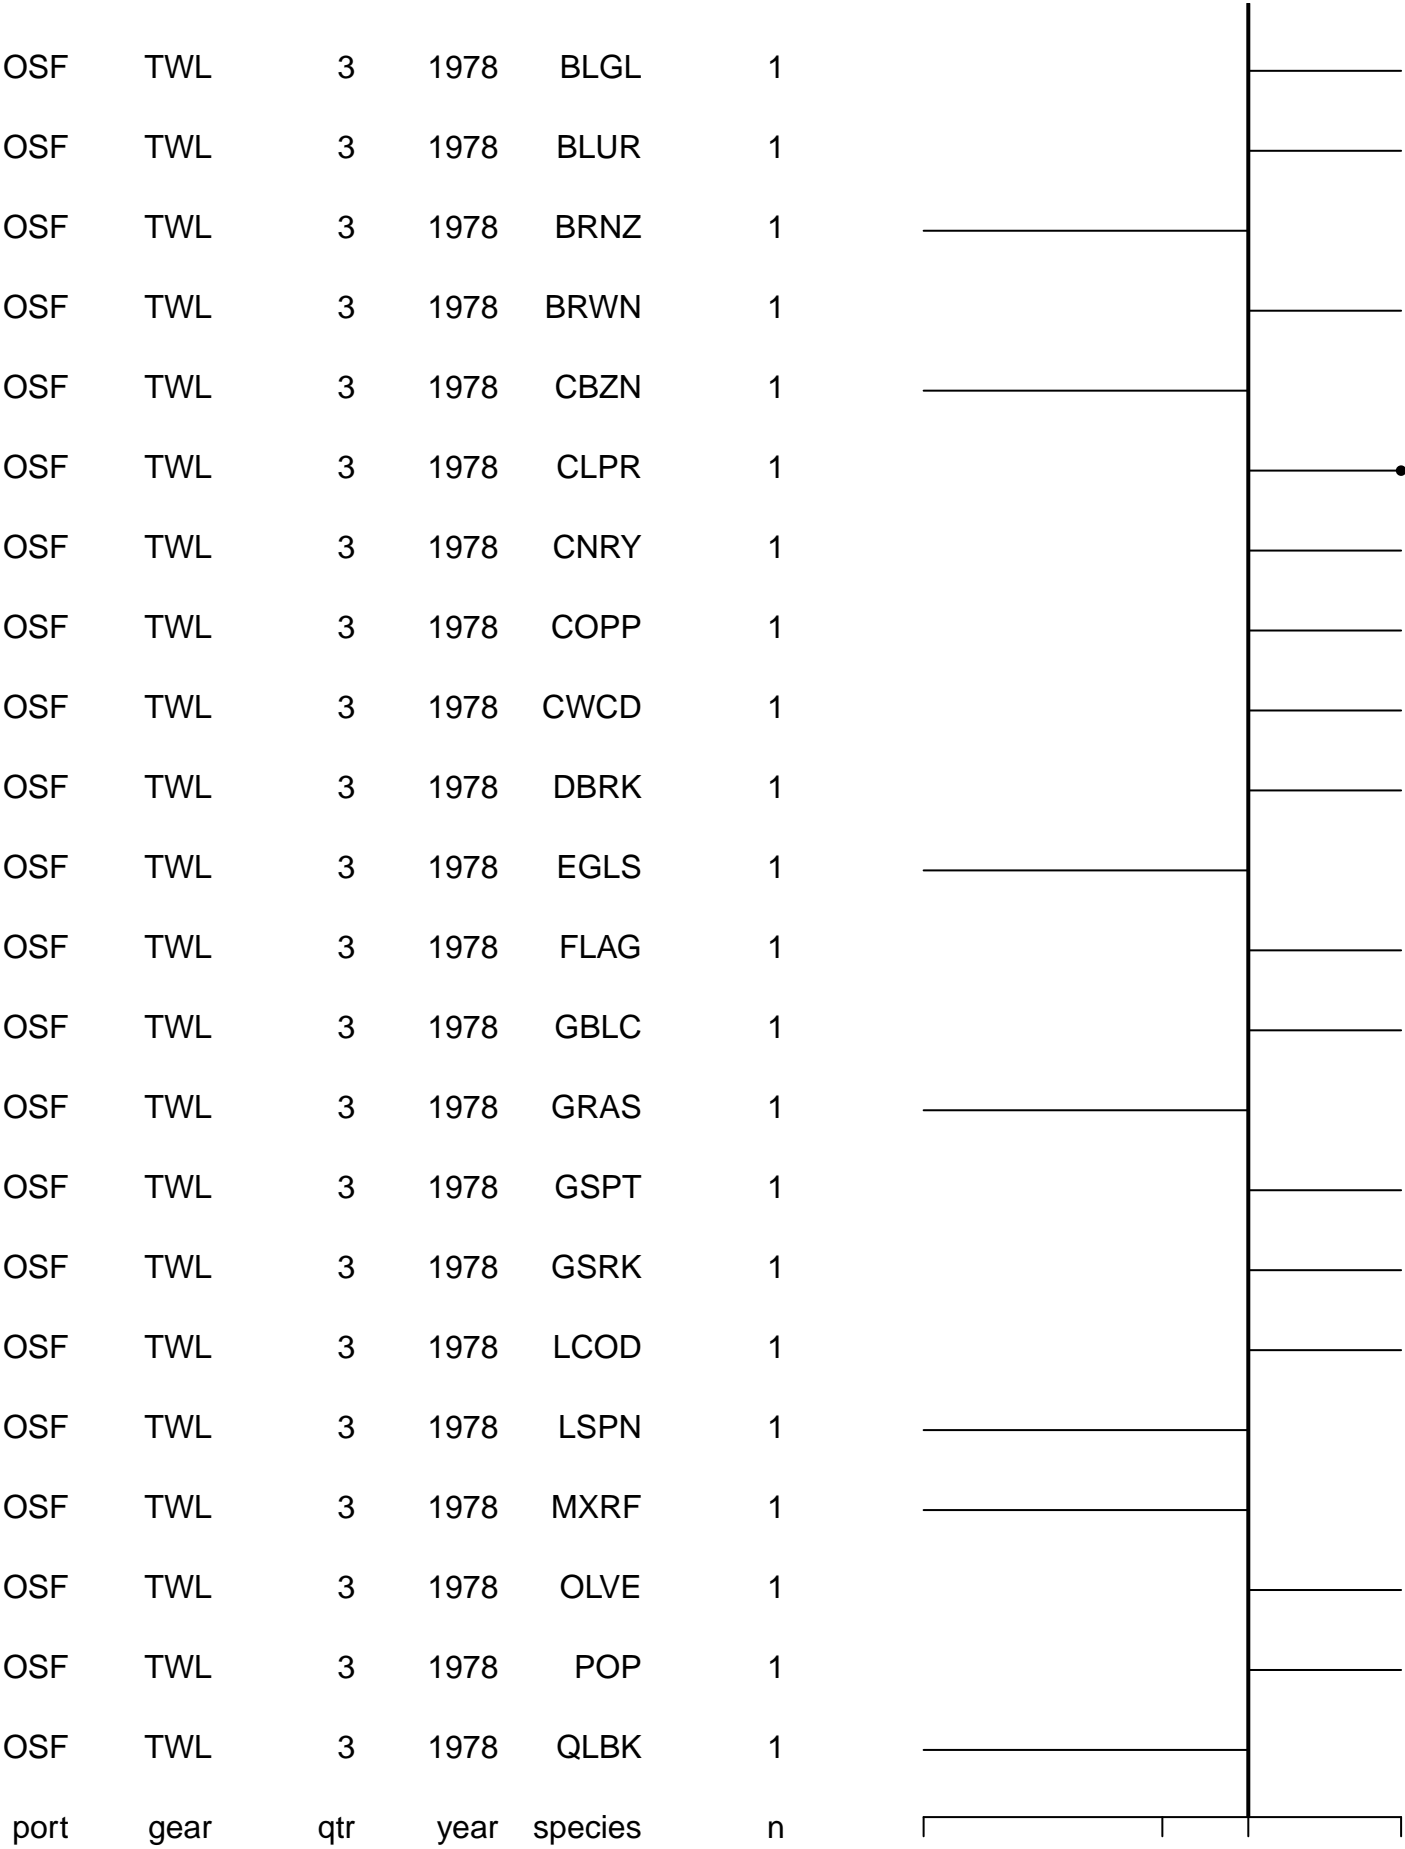 OSF TWL 3 1978 BLGL 1
OSF TWL 3 1978 BLUR 1
OSF TWL 3 1978 BRNZ 1
OSF TWL 3 1978 BRWN 1
OSF TWL 3 1978 CBZN 1
OSF TWL 3 1978 CLPR 1
OSF TWL 3 1978 CNRY 1
OSF TWL 3 1978 COPP 1
OSF TWL 3 1978 CWCD 1
OSF TWL 3 1978 DBRK 1
OSF TWL 3 1978 EGLS 1
OSF TWL 3 1978 FLAG 1
OSF TWL 3 1978 GBLC 1
OSF TWL 3 1978 GRAS 1
OSF TWL 3 1978 GSPT 1
OSF TWL 3 1978 GSRK 1
OSF TWL 3 1978 LCOD 1
OSF TWL 3 1978 LSPN 1
OSF TWL 3 1978 MXRF 1
OSF TWL 3 1978 OLVE 1
OSF TWL 3 1978 POP 1
OSF TWL 3 1978 QLBK 1
port gear qtr year species n